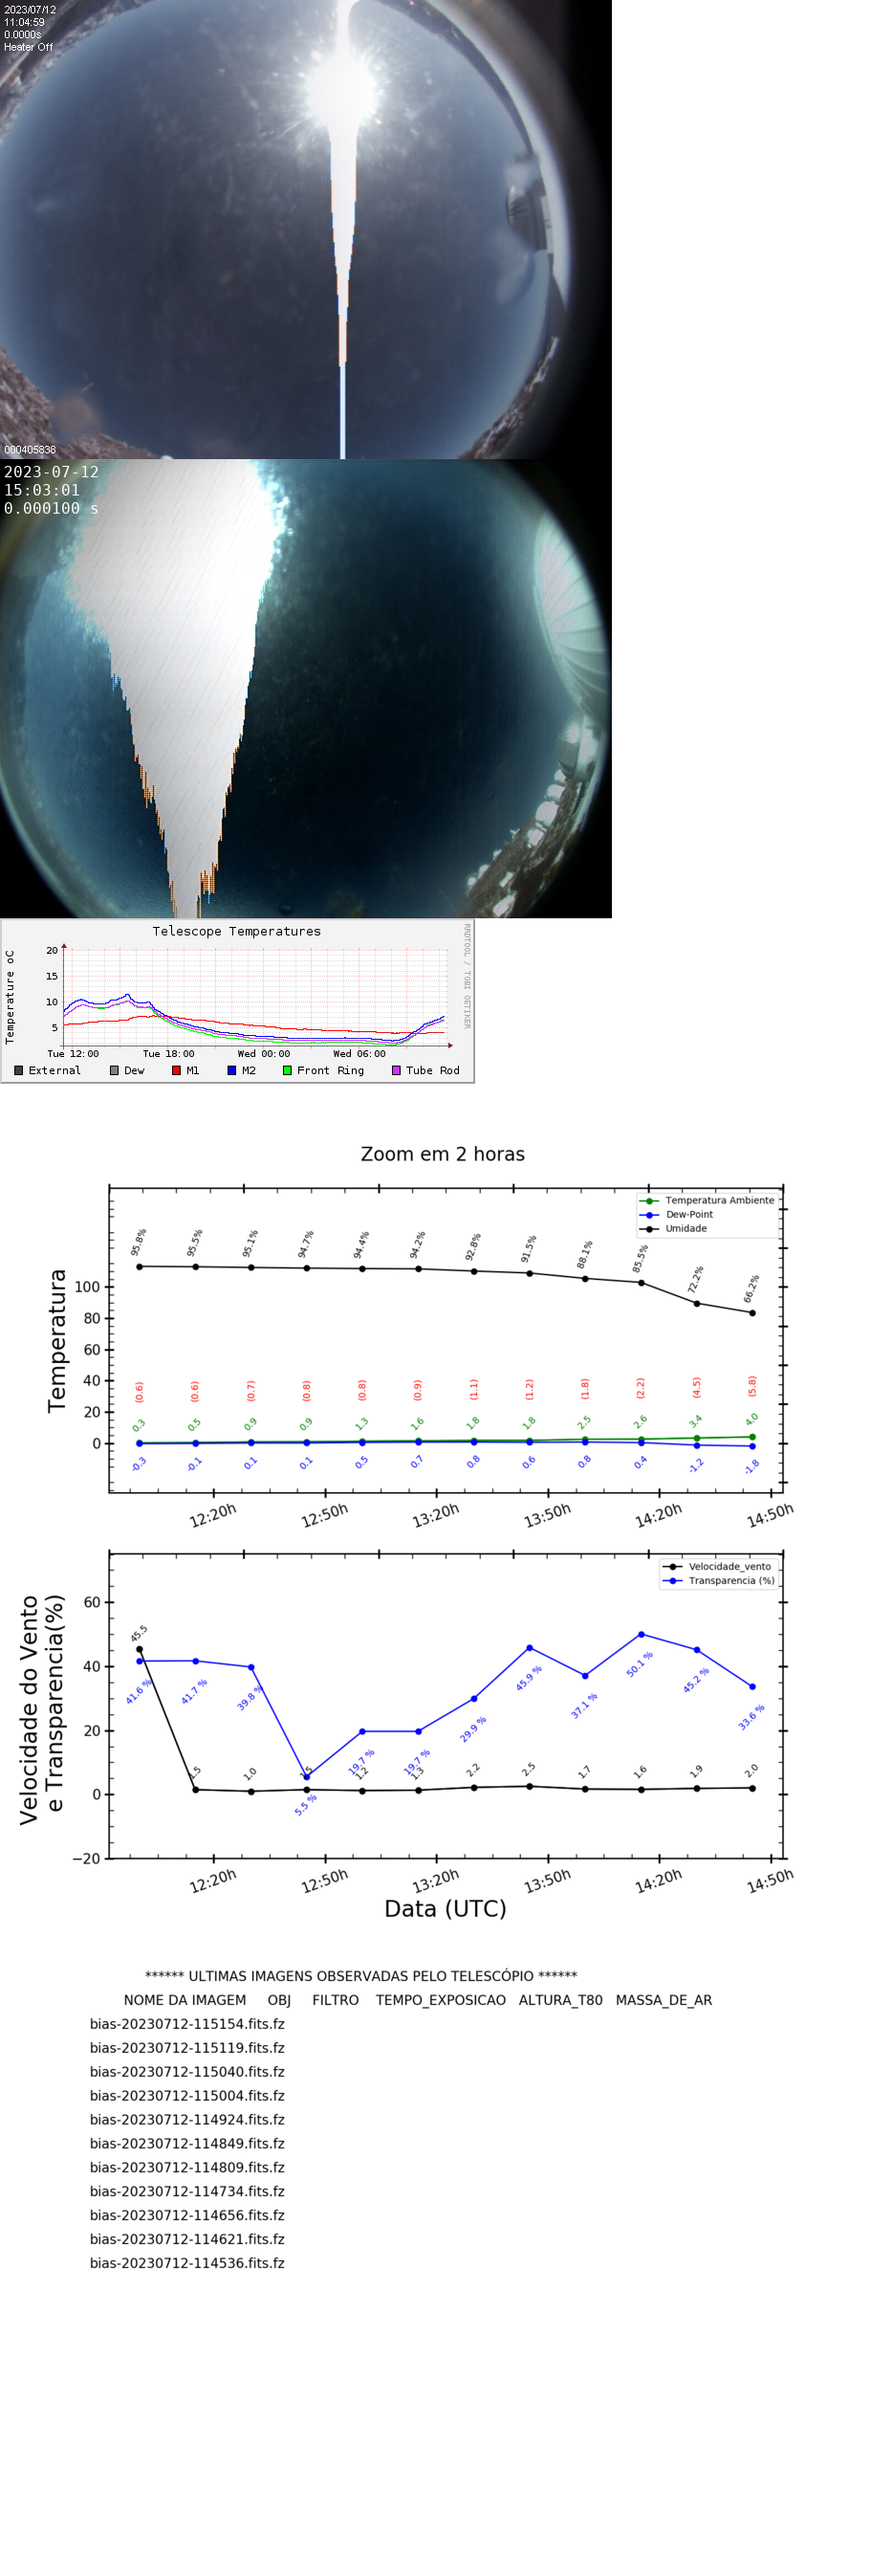 2023/07/12
11:04:59
0.0000s
Heater Off
000405838
2023-07-12
15:03:01
0.000100 s
Telescope Temperatures
RRDTOOL / TOBI OETIKER
Temperature oC
20
15
10
5
Tue 12:00 Tue 18:00 Wed 00:00 Wed 06:00
External Dew M1 M2 Front Ring Tube Rod
Zoom em 2 horas
Temperatura Ambiente
Dew-Point
Umidade
Temperatura
100
80
60
40
20
0
95.8% 95.5% 95.1% 94.7% 94.4% 94.2% 92.8% 91.5% 88.1% 85.5% 72.2% 66.2%
(0.6) (0.6) (0.7) (0.8) (0.8) (0.9) (1.1) (1.2) (1.8) (2.2) (4.5) (5.8)
0.3 0.5 0.9 0.9 1.3 1.6 1.8 1.8 2.5 2.6 3.4 4.0
-0.3 -0.1 0.1 0.1 0.5 0.7 0.8 0.6 0.8 0.4 -1.2 -1.8
12:20h 12:50h 13:20h 13:50h 14:20h 14:50h
Velocidade_vento
Transparencia (%)
Velocidade do Vento
e Transparencia(%)
60
40
20
0
−20
45.5 1.5 1.0 1.5 1.2 1.3 2.2 2.5 1.7 1.6 1.9 2.0
41.6 % 41.7 % 39.8 % 5.5 % 19.7 % 19.7 % 29.9 % 45.9 % 37.1 % 50.1 % 45.2 % 33.6 %
12:20h 12:50h 13:20h 13:50h 14:20h 14:50h
Data (UTC)
****** ULTIMAS IMAGENS OBSERVADAS PELO TELESCÓPIO ******
NOME DA IMAGEM OBJ FILTRO TEMPO_EXPOSICAO ALTURA_T80 MASSA_DE_AR
bias-20230712-115154.fits.fz
bias-20230712-115119.fits.fz
bias-20230712-115040.fits.fz
bias-20230712-115004.fits.fz
bias-20230712-114924.fits.fz
bias-20230712-114849.fits.fz
bias-20230712-114809.fits.fz
bias-20230712-114734.fits.fz
bias-20230712-114656.fits.fz
bias-20230712-114621.fits.fz
bias-20230712-114536.fits.fz